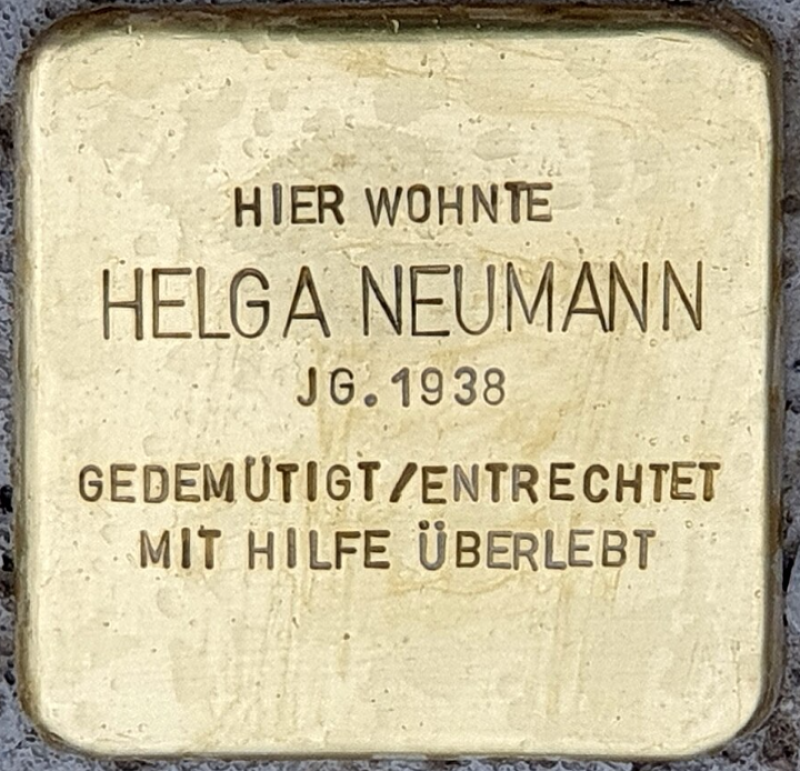 HIER WOHNTE
HELGA NEUMANN
JG. 1938
GEDEMÜTIGT/ENTRECHTET
MIT HILFE ÜBERLEBT